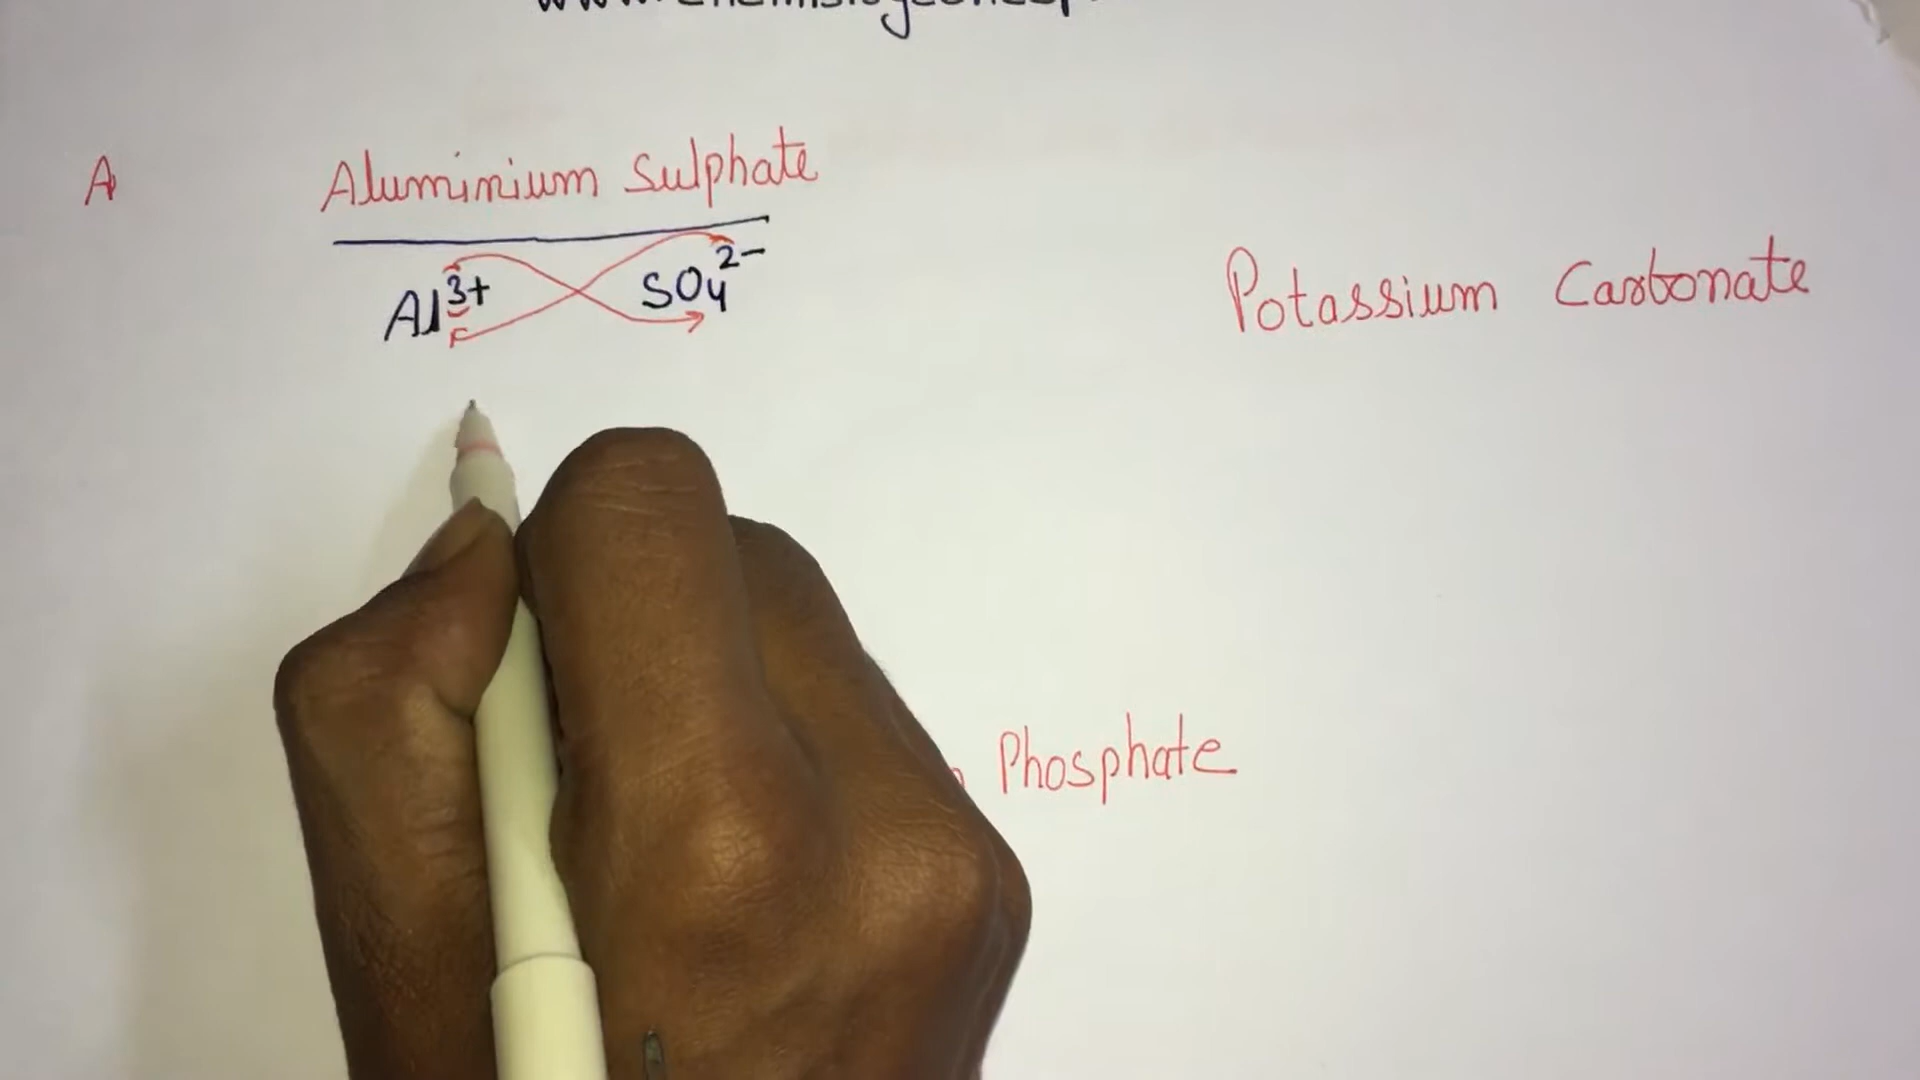 A
Aluminium Sulphate
Al³⁺ SO₄²⁻
Potassium Carbonate
Phosphate